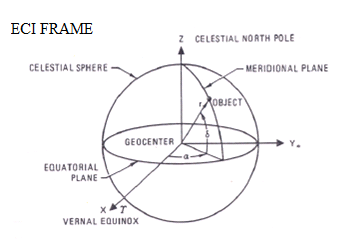 ECI FRAME
Z CELESTIAL NORTH POLE
CELESTIAL SPHERE
MERIDIONAL PLANE
r
OBJECT
δ
GEOCENTER
Y
α
EQUATORIAL
PLANE
X ϒ
VERNAL EQUINOX